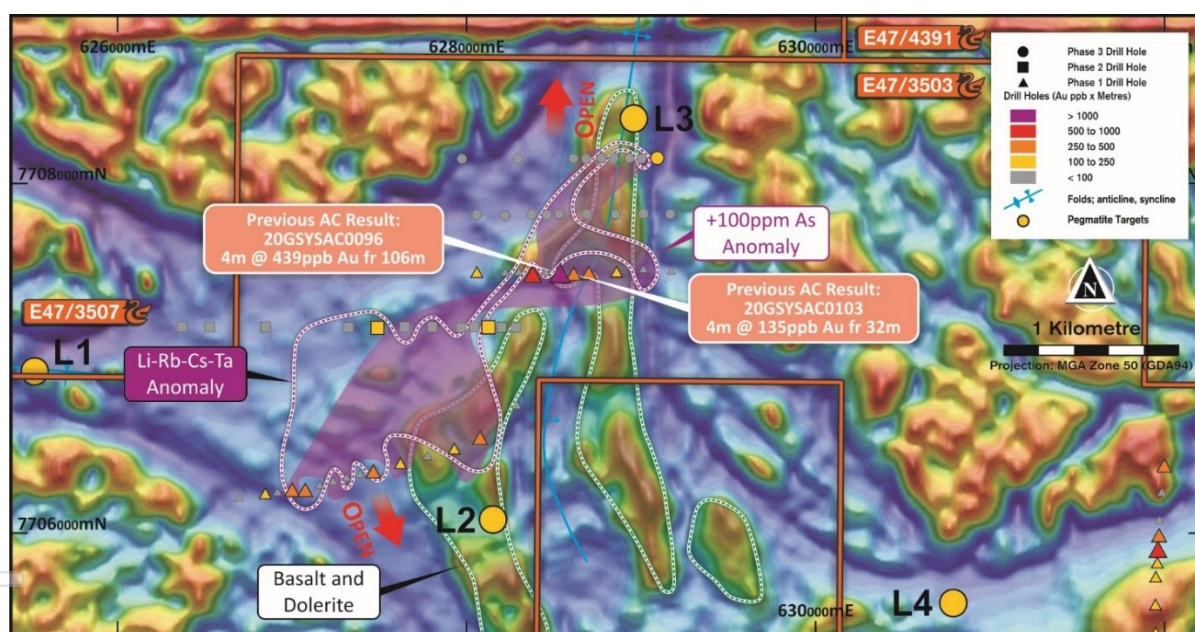 626000mE
628000mE
630000mE
E47/4391
E47/3503
Phase 3 Drill Hole
Phase 2 Drill Hole
Phase 1 Drill Hole
Drill Holes (Au ppb x Metres)
> 1000
500 to 1000
250 to 500
100 to 250
< 100
Folds; anticline, syncline
Pegmatite Targets
OPEN
L3
7708000mN
Previous AC Result:
20GSYSAC0096
4m @ 439ppb Au fr 106m
+100ppm As
Anomaly
Previous AC Result:
20GSYSAC0103
4m @ 135ppb Au fr 32m
N
1 Kilometre
Projection: MGA Zone 50 (GDA94)
E47/3507
L1
Li-Rb-Cs-Ta
Anomaly
7706000mN
OPEN
L2
Basalt and
Dolerite
630000mE
L4